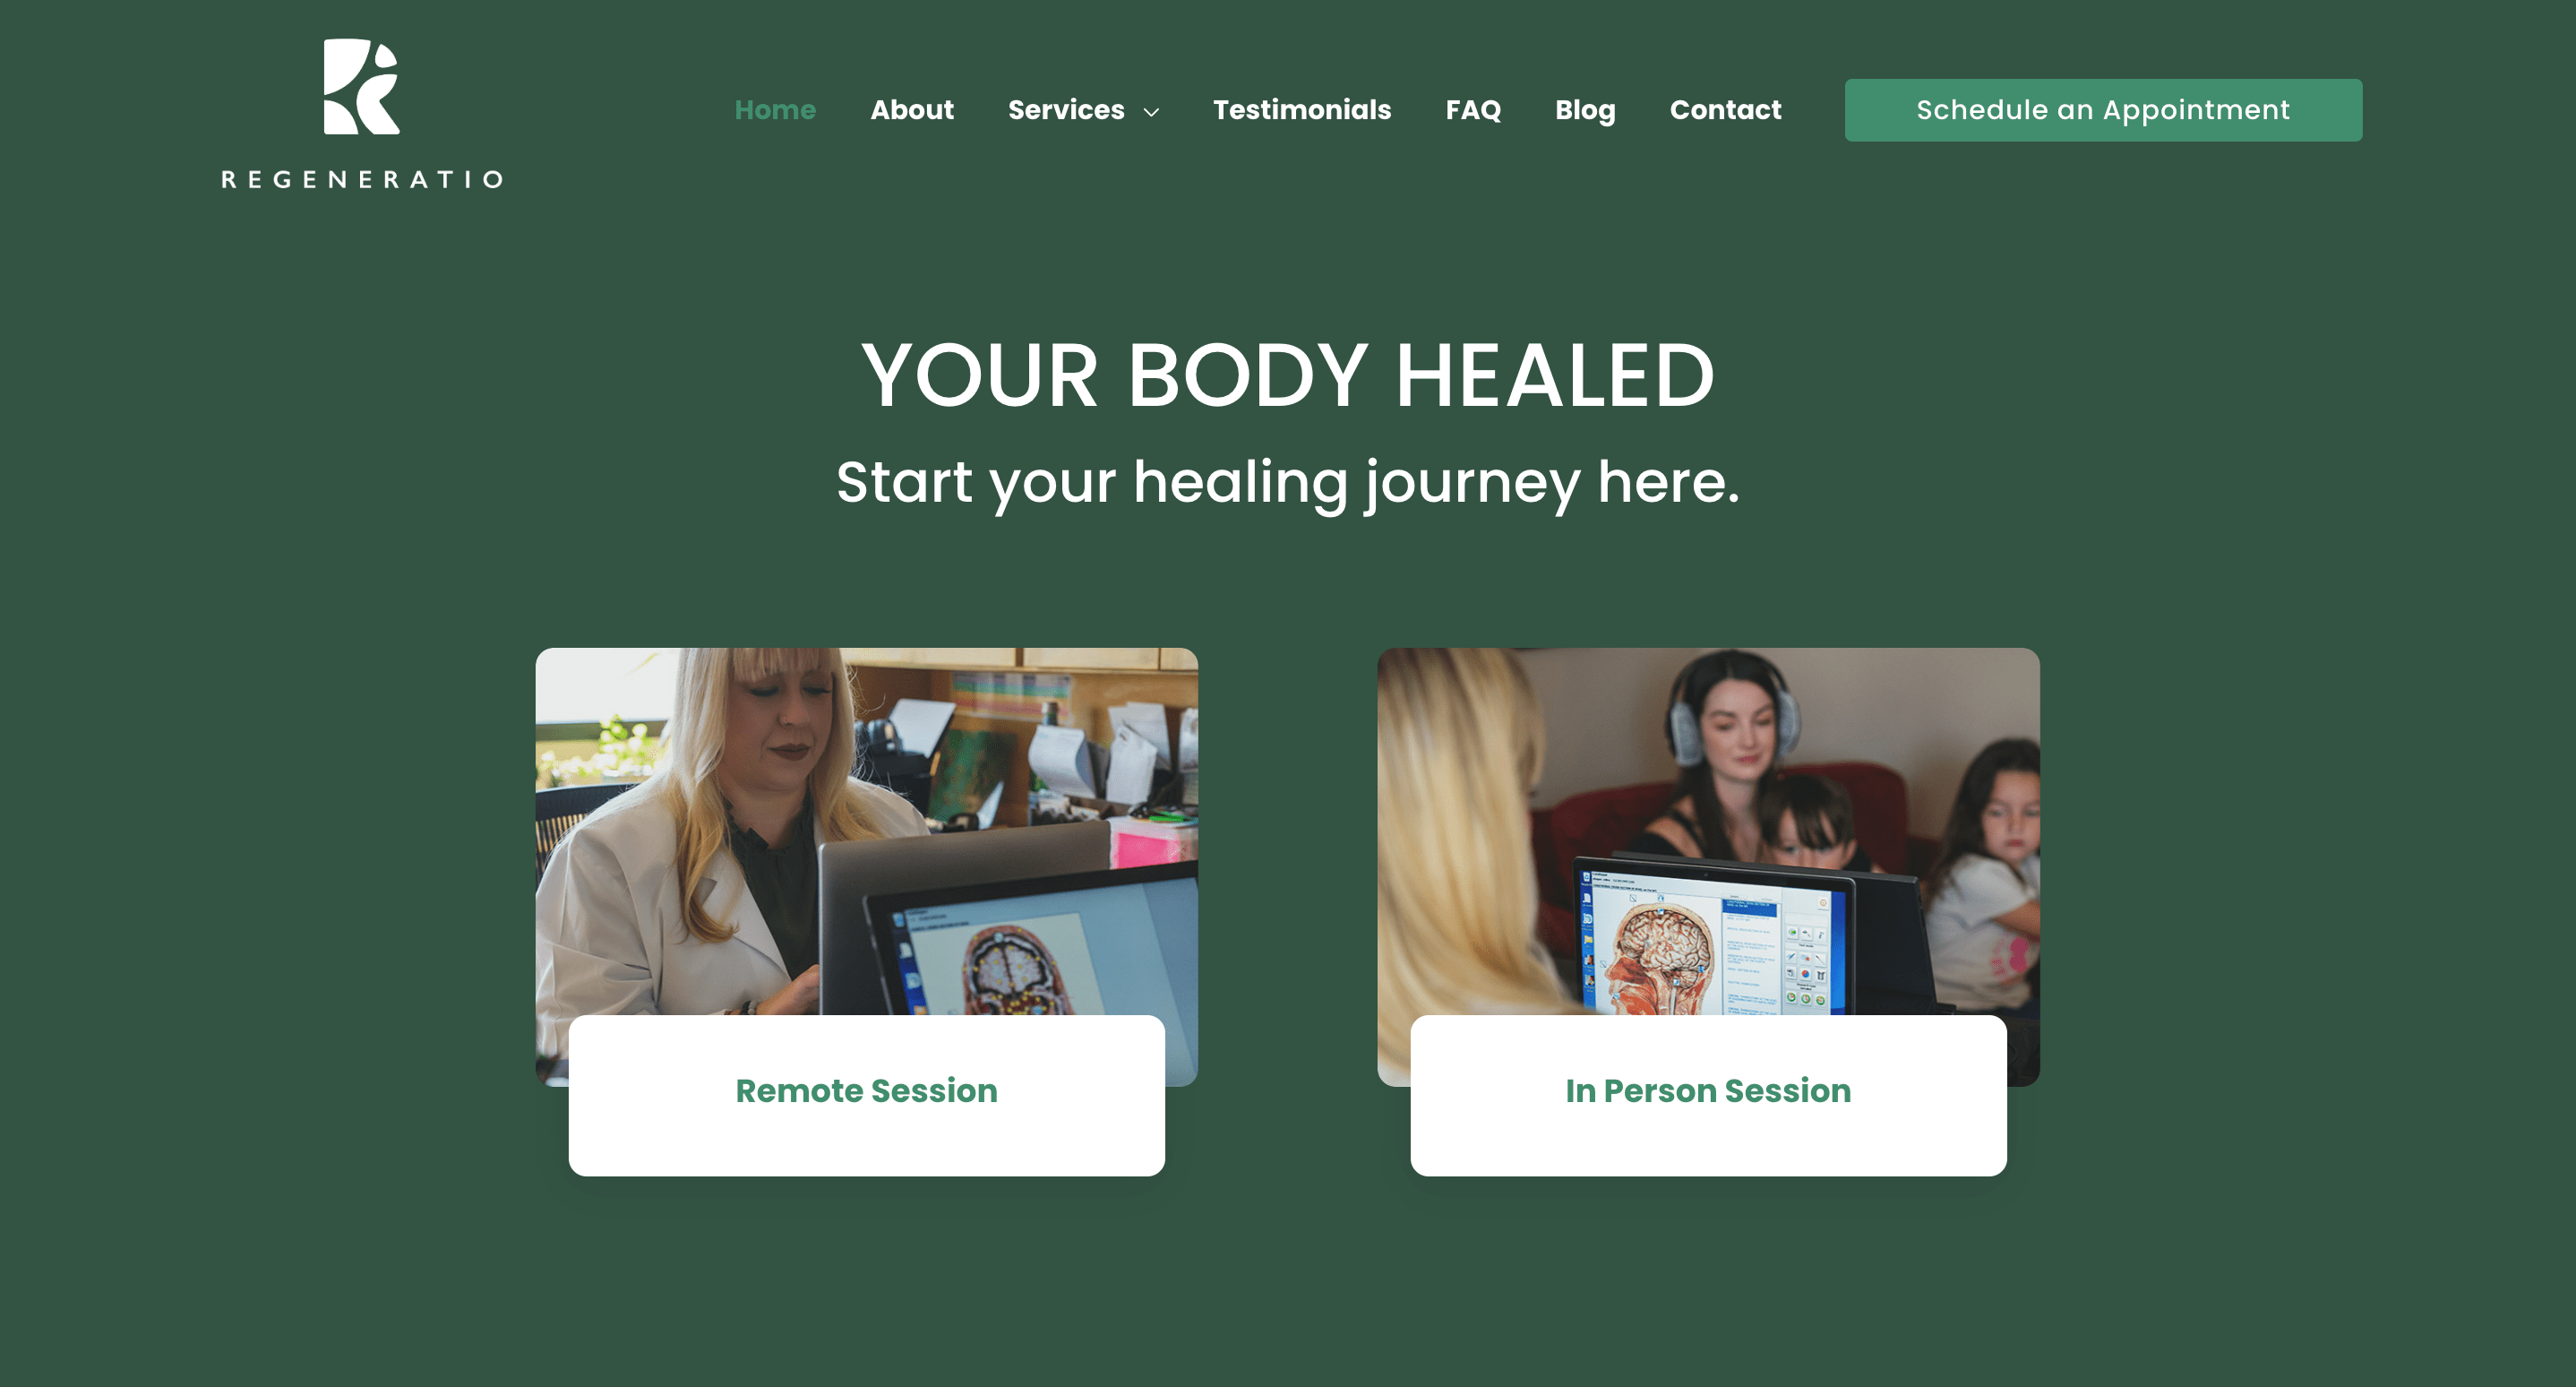 REGENERATIO
Home About Services Testimonials FAQ Blog Contact Schedule an Appointment
YOUR BODY HEALED
Start your healing journey here.
Remote Session
In Person Session